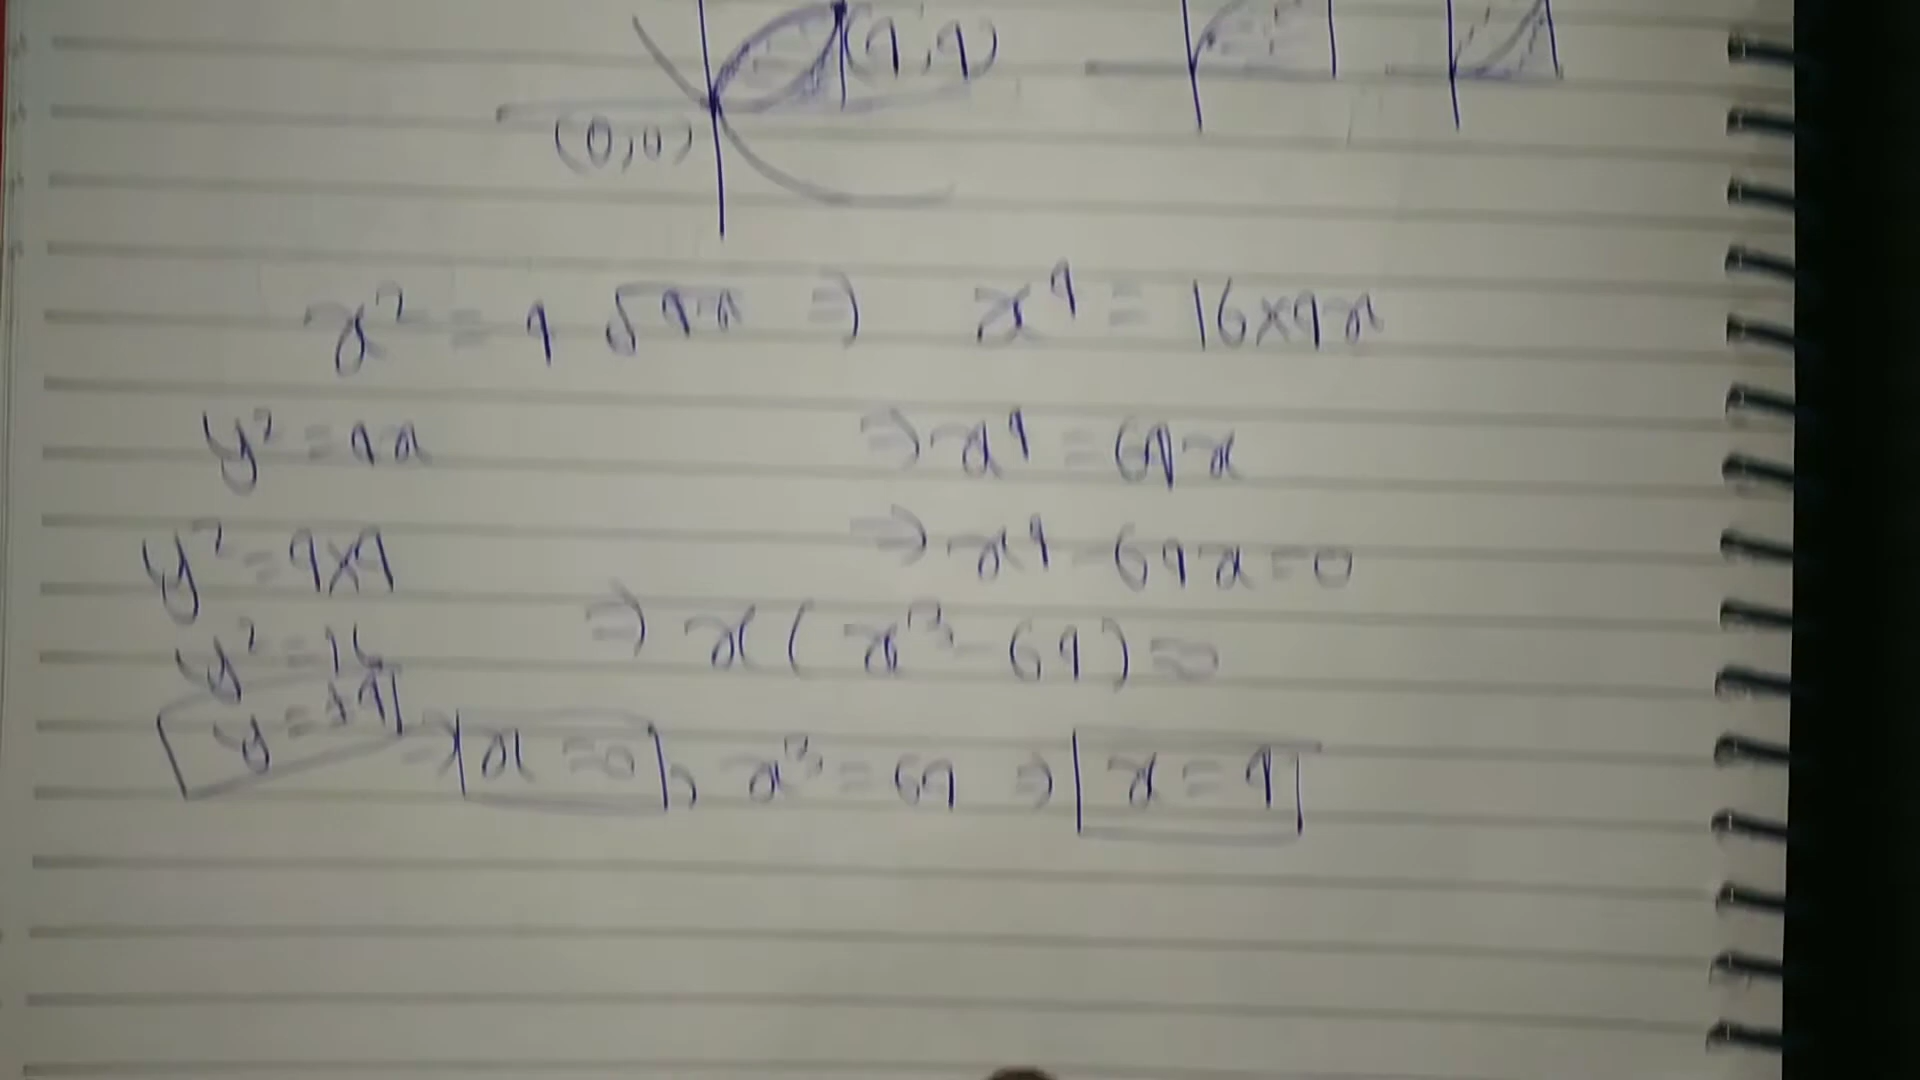 (4,4)
(0,0)
x² = 4 √4x ⇒ x⁴ = 16×4x
y² = 4x ⇒ x⁴ = 64x
y² = 4×4 ⇒ x⁴ - 64x = 0
y² = 16 ⇒ x(x³ - 64) = 0
y = ±4 ⇒ x = 0, x³ = 64 ⇒ x = 4